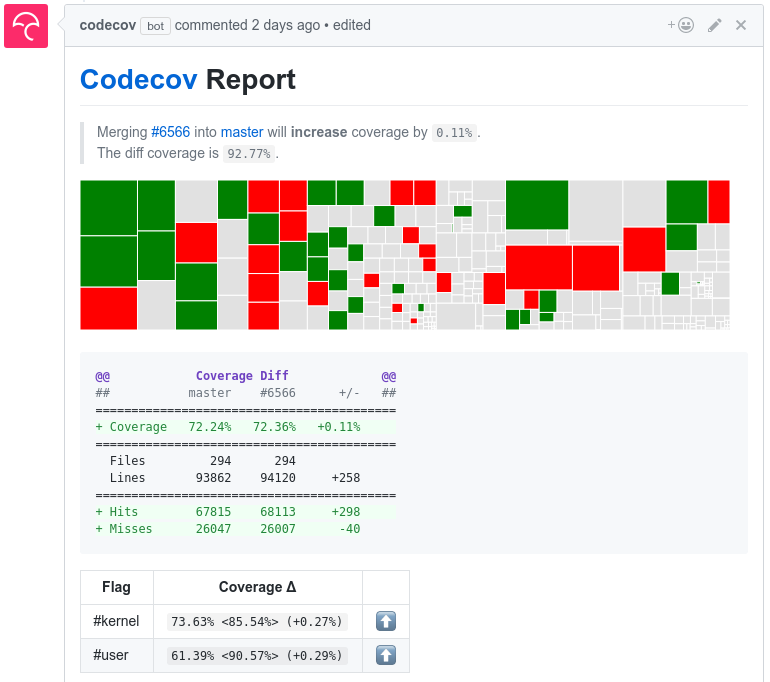 codecov bot commented 2 days ago • edited
Codecov Report
Merging #6566 into master will increase coverage by 0.11%.
The diff coverage is 92.77%.
@@ Coverage Diff @@
## master #6566 +/- ##
==========================================
+ Coverage 72.24% 72.36% +0.11%
==========================================
Files 294 294
Lines 93862 94120 +258
==========================================
+ Hits 67815 68113 +298
+ Misses 26047 26007 -40
Flag Coverage Δ
#kernel 73.63% <85.54%> (+0.27%)
#user 61.39% <90.57%> (+0.29%)